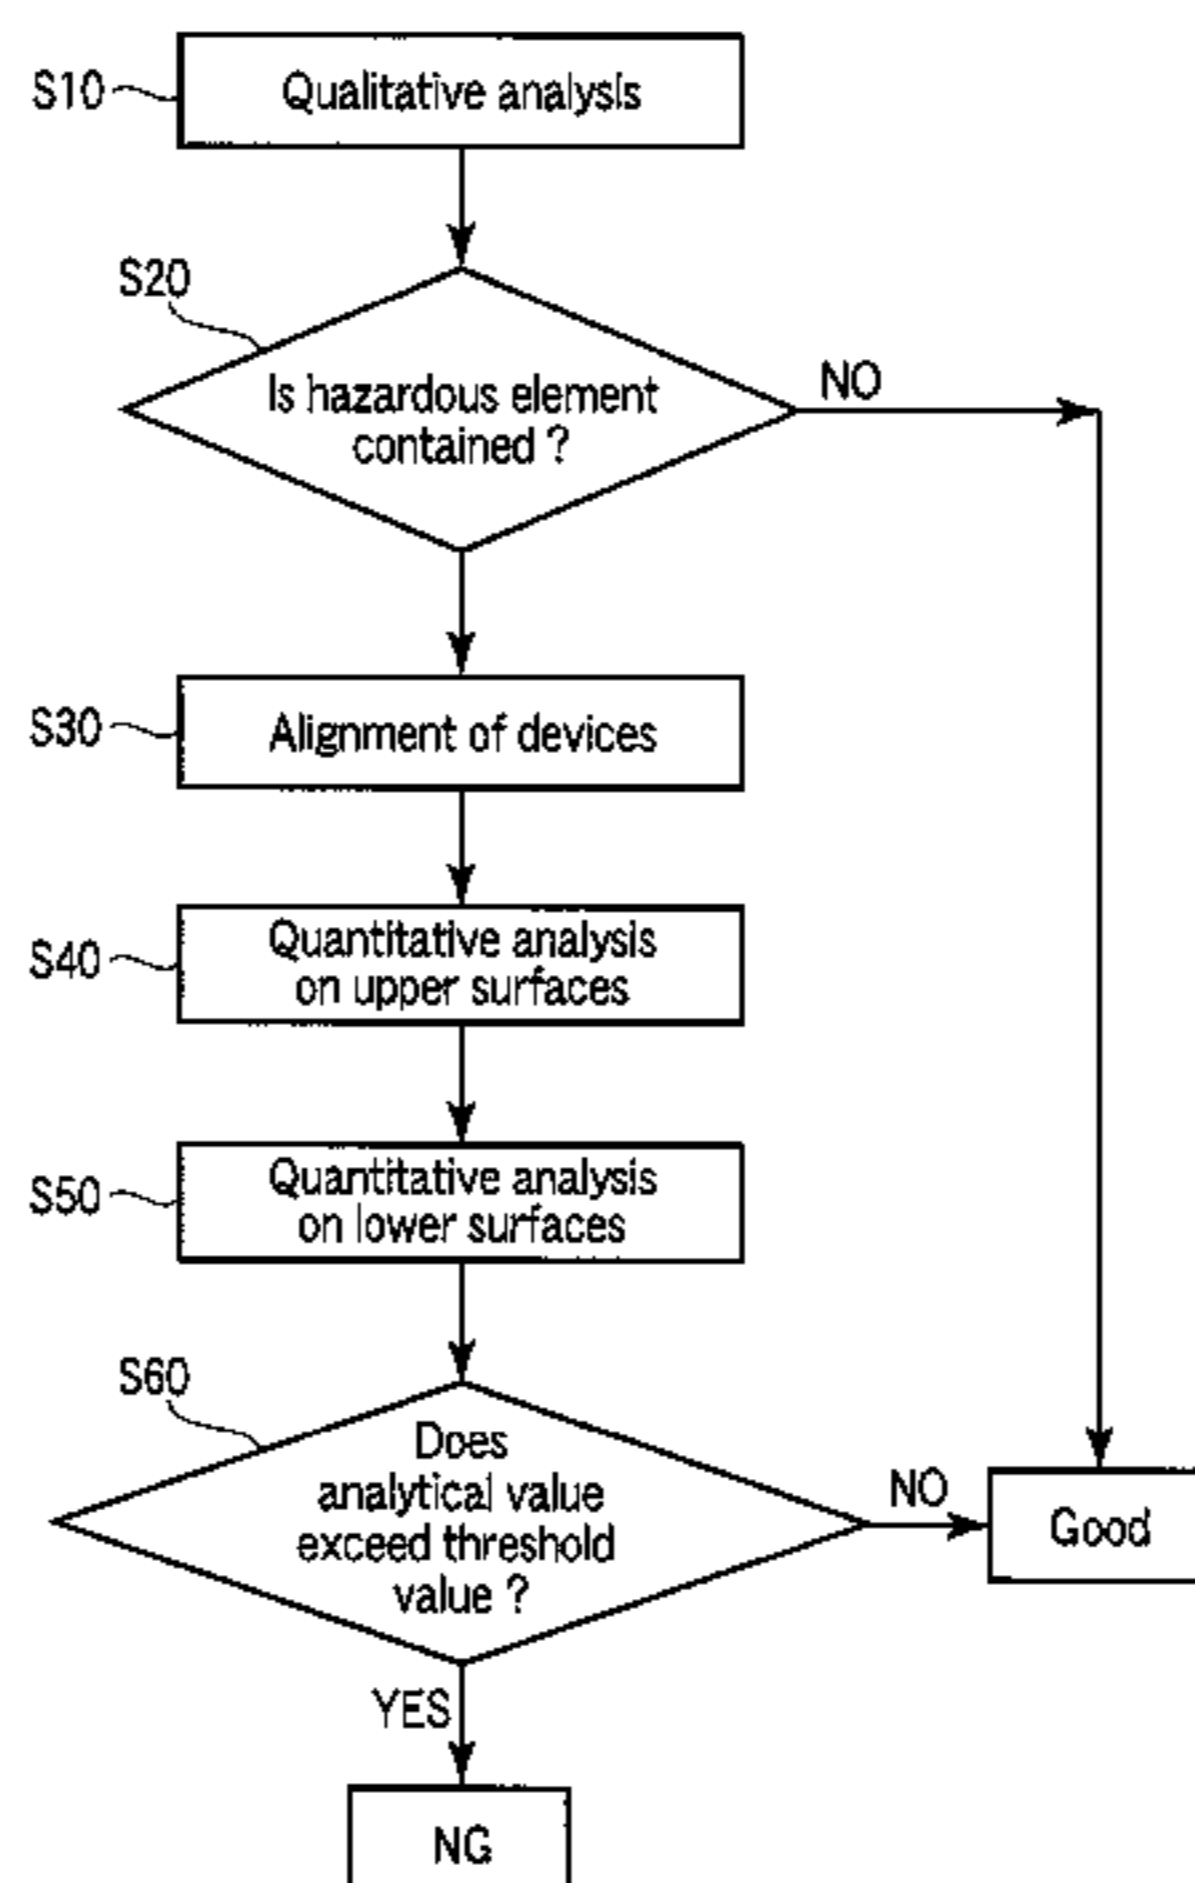 S10
Qualitative analysis
S20
Is hazardous element
contained ?
NO
S30
Alignment of devices
S40
Quantitative analysis
on upper surfaces
S50
Quantitative analysis
on lower surfaces
S60
Does
analytical value
exceed threshold
value ?
NO
Good
YES
NG